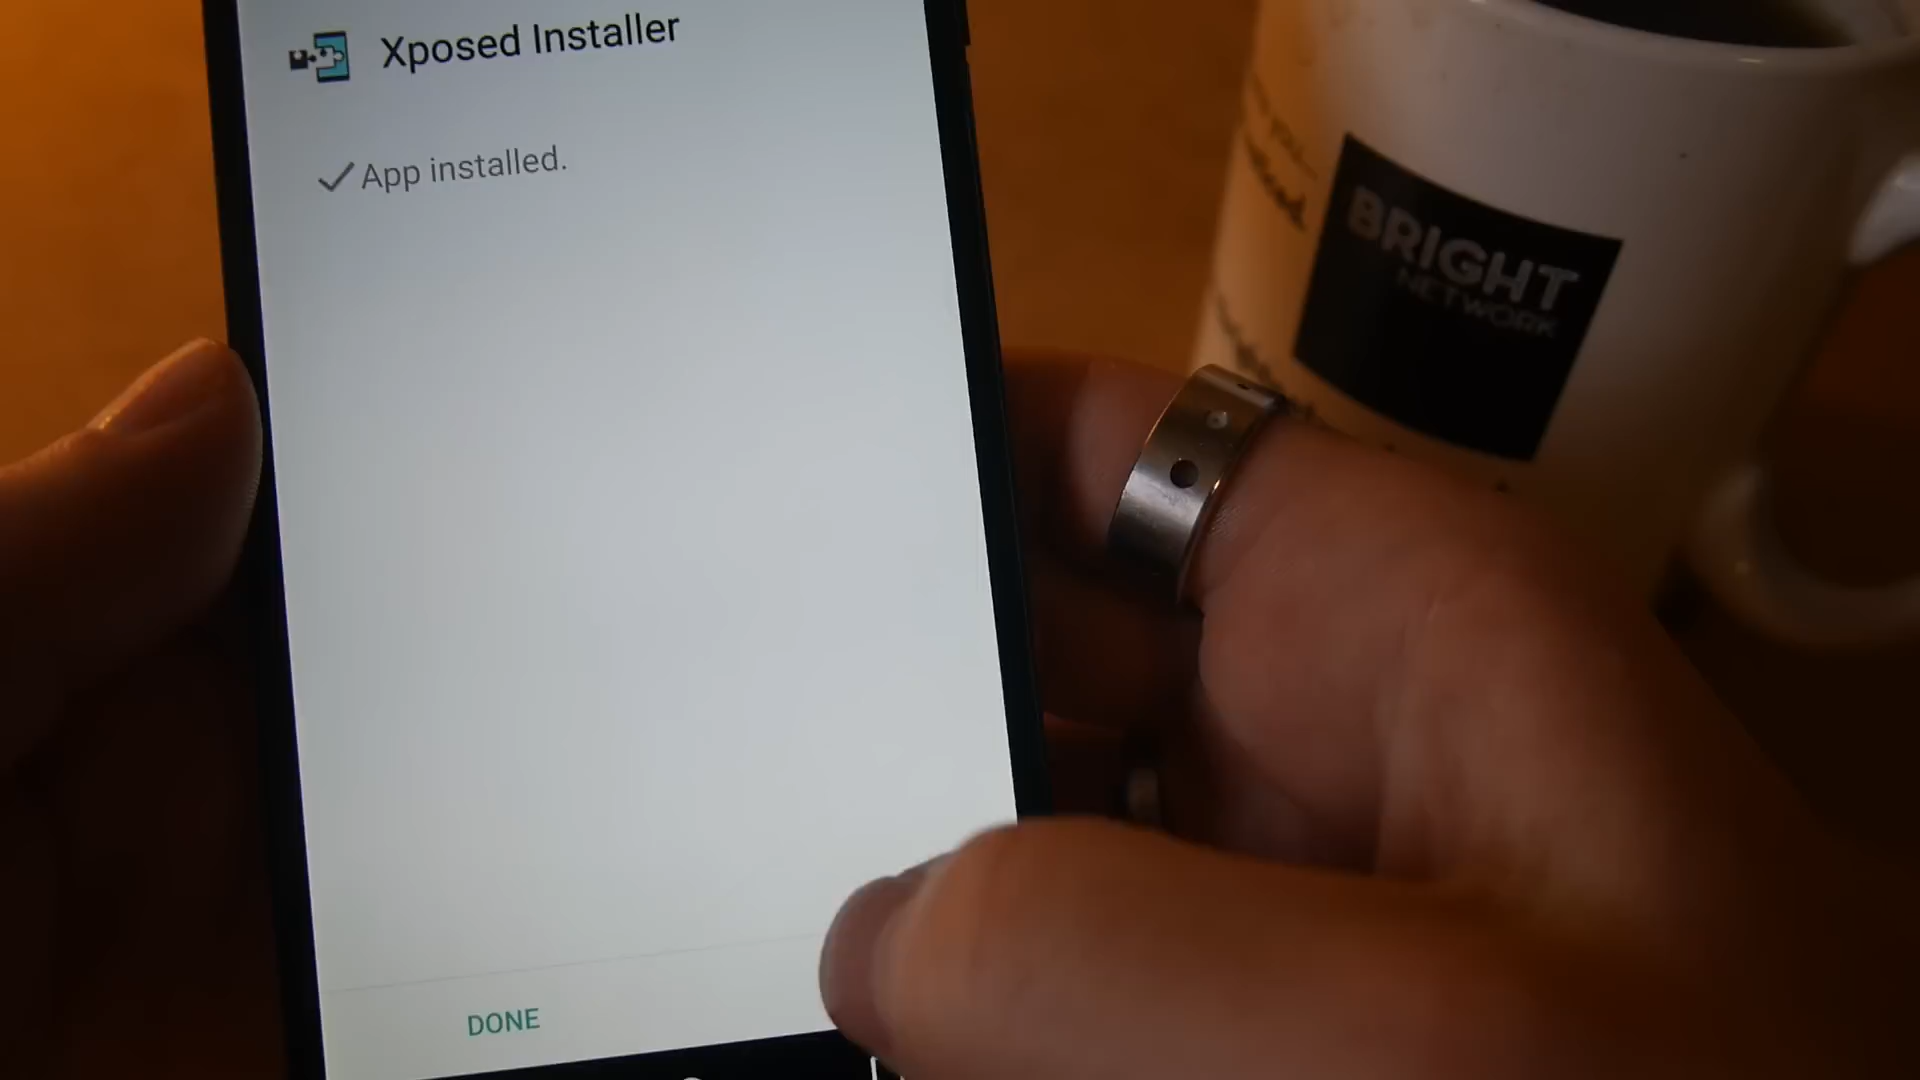 Xposed Installer
App installed.
BRIGHT
NETWORK
DONE